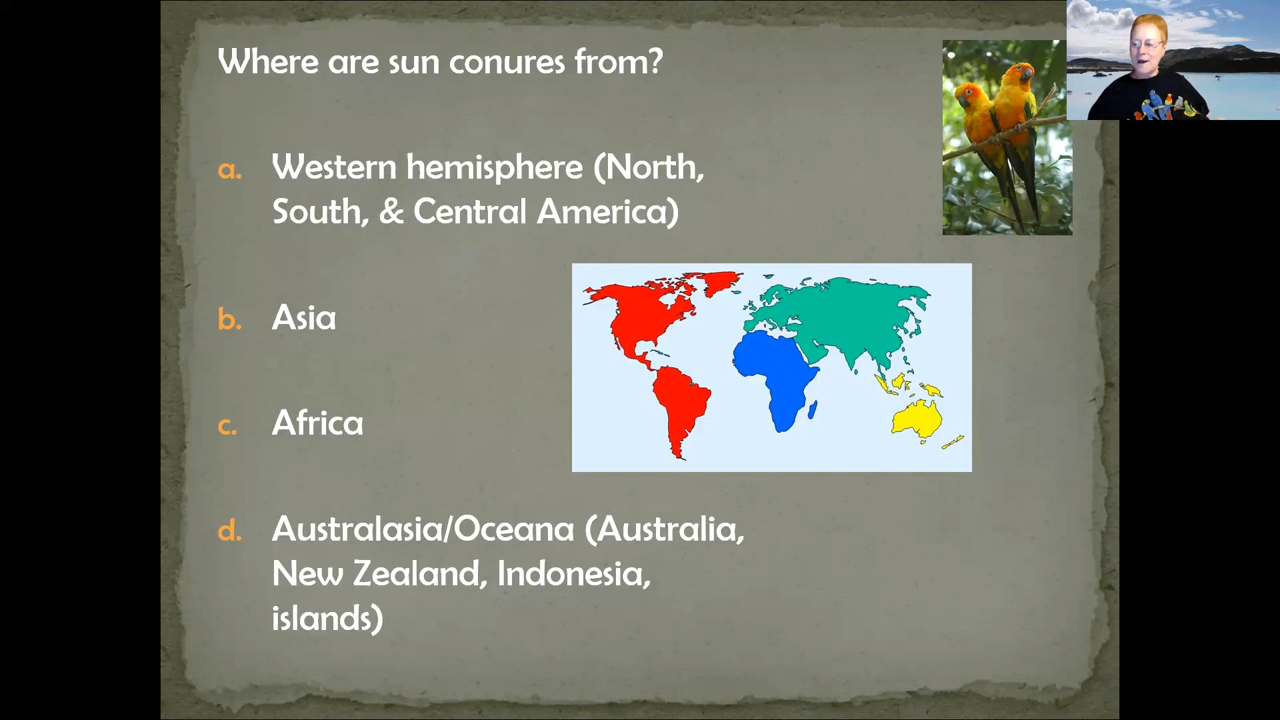 Where are sun conures from?
a. Western hemisphere (North,
South, & Central America)
b. Asia
c. Africa
d. Australasia/Oceana (Australia,
New Zealand, Indonesia,
islands)